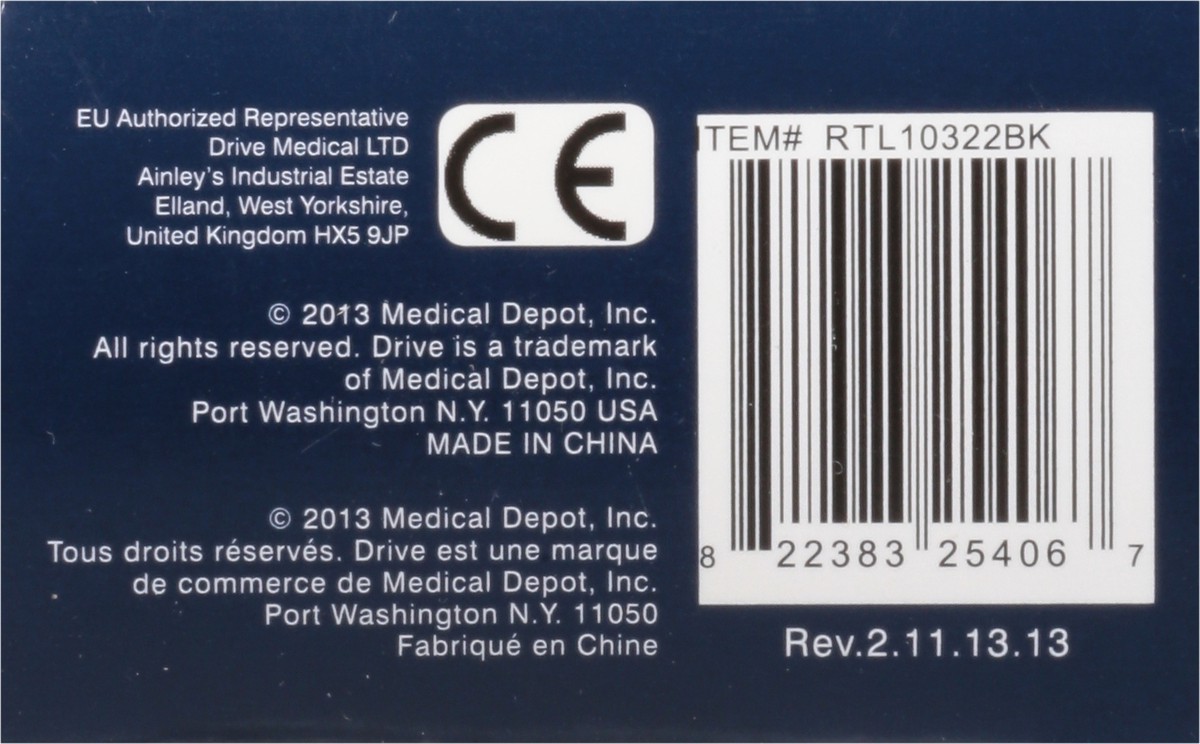 EU Authorized Representative
Drive Medical LTD
Ainley's Industrial Estate
Elland, West Yorkshire,
United Kingdom HX5 9JP
CE
© 2013 Medical Depot, Inc.
All rights reserved. Drive is a trademark
of Medical Depot, Inc.
Port Washington N.Y. 11050 USA
MADE IN CHINA
© 2013 Medical Depot, Inc.
Tous droits réservés. Drive est une marque
de commerce de Medical Depot, Inc.
Port Washington N.Y. 11050
Fabriqué en Chine
ITEM# RTL10322BK
8 22383 25406 7
Rev.2.11.13.13